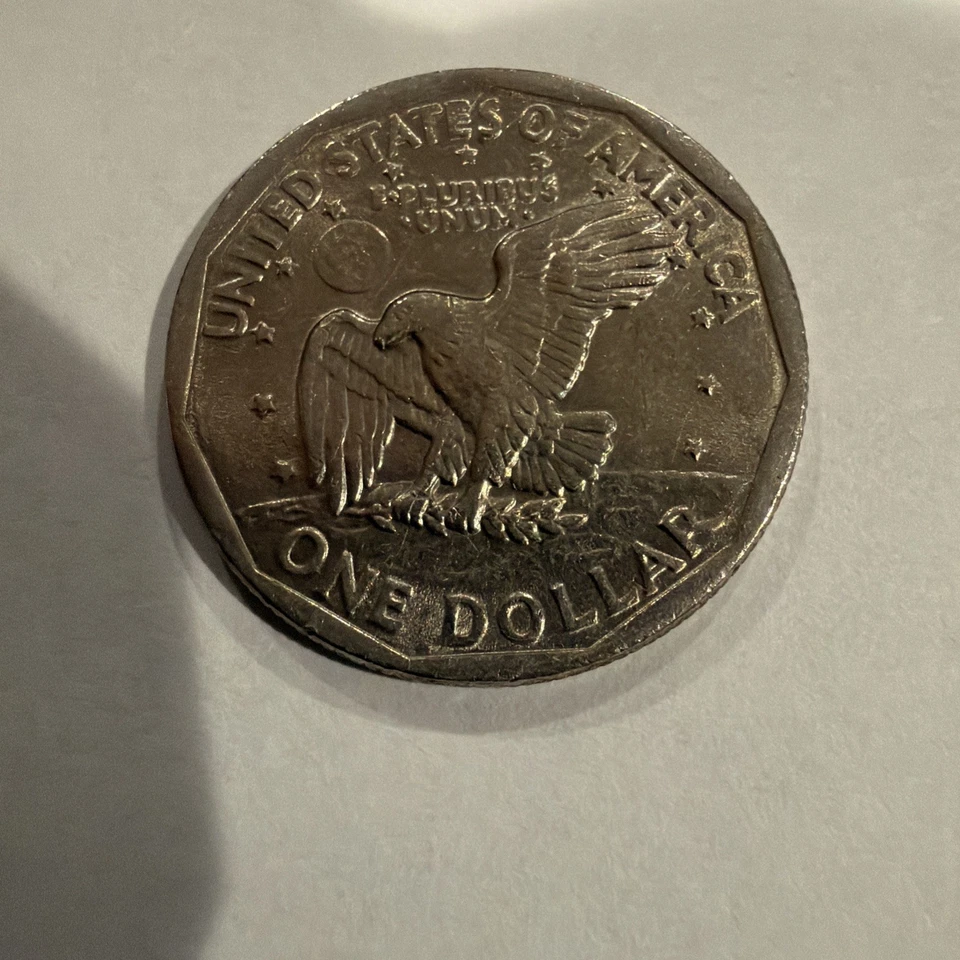 UNITED STATES OF AMERICA
E·PLURIBUS
·UNUM·
ONE DOLLAR